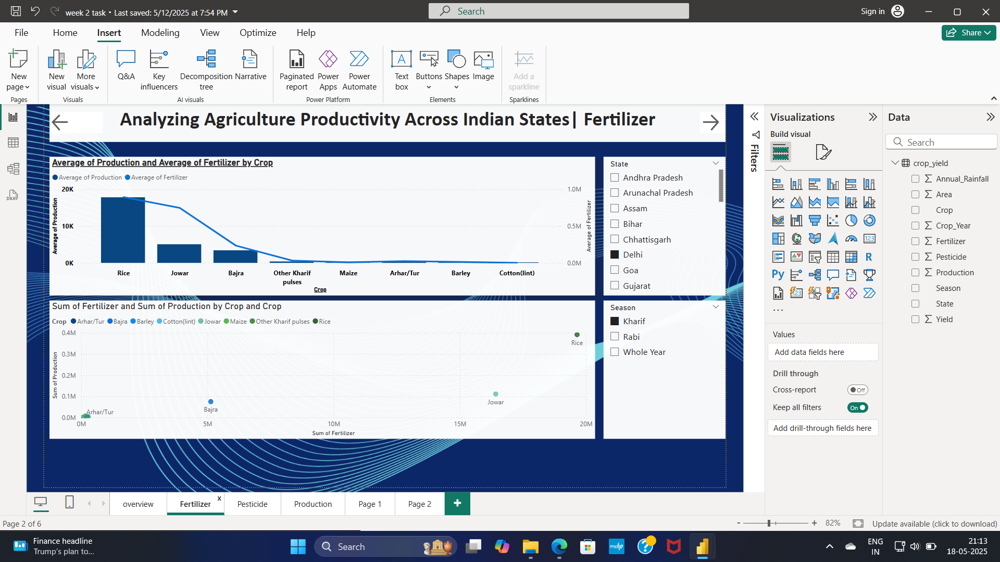 week 2 task • Last saved: 5/12/2025 at 7:54 PM
Search
Sign in
File Home Insert Modeling View Optimize Help
Share
New page
New visual
More visuals
Q&A
Key influencers
Decomposition tree
Narrative
Paginated report
Power Apps
Power Automate
Text box
Buttons
Shapes
Image
Add a sparkline
Pages
Visuals
AI visuals
Power Platform
Elements
Sparklines
Analyzing Agriculture Productivity Across Indian States| Fertilizer
Average of Production and Average of Fertilizer by Crop
Average of Production Average of Fertilizer
20K
10K
0K
Average of Production
1.0M
0.5M
0.0M
Average of Fertilizer
Rice Jowar Bajra Other Kharif pulses Maize Arhar/Tur Barley Cotton(lint)
Crop
State
Andhra Pradesh
Arunachal Pradesh
Assam
Bihar
Chhattisgarh
Delhi
Goa
Gujarat
Sum of Fertilizer and Sum of Production by Crop and Crop
Crop Arhar/Tur Bajra Barley Cotton(lint) Jowar Maize Other Kharif pulses Rice
0.4M
0.3M
0.2M
0.1M
0.0M
Sum of Production
Rice
Jowar
Bajra
Arhar/Tur
0M 5M 10M 15M 20M
Sum of Fertilizer
Season
Kharif
Rabi
Whole Year
Filters
Visualizations
Build visual
123
R
Py
123
...
Values
Add data fields here
Drill through
Cross-report
Off
Keep all filters
On
Add drill-through fields here
Data
Search
crop_yield
Annual_Rainfall
Area
Crop
Crop_Year
Fertilizer
Pesticide
Production
Season
State
Yield
DAX
overview Fertilizer x Pesticide Production Page 1 Page 2 +
Page 2 of 6
- + 82%
Update available (click to download)
Finance headline
Trump's plan to...
Search
myhp
ENG
IN
21:13
18-05-2025